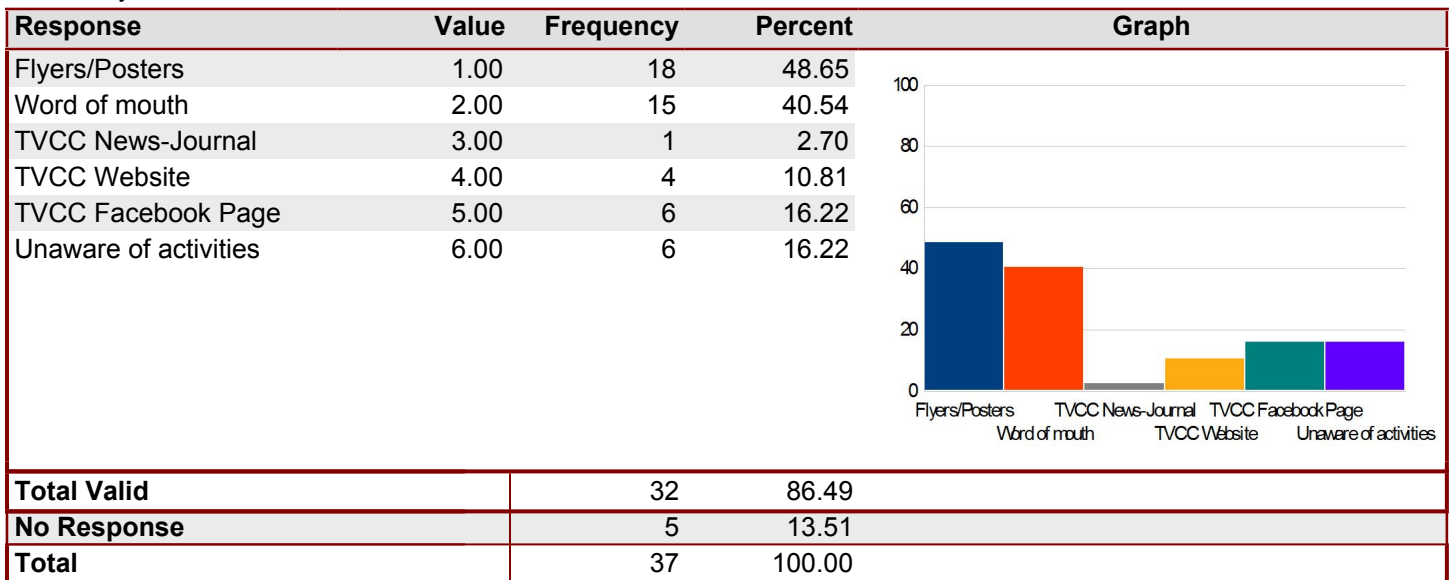 Response Value Frequency Percent Graph
Flyers/Posters 1.00 18 48.65
Word of mouth 2.00 15 40.54
TVCC News-Journal 3.00 1 2.70
TVCC Website 4.00 4 10.81
TVCC Facebook Page 5.00 6 16.22
Unaware of activities 6.00 6 16.22
100
80
60
40
20
0
Flyers/Posters TVCC News-Journal TVCC Facebook Page
Word of mouth TVCC Website Unaware of activities
Total Valid 32 86.49
No Response 5 13.51
Total 37 100.00